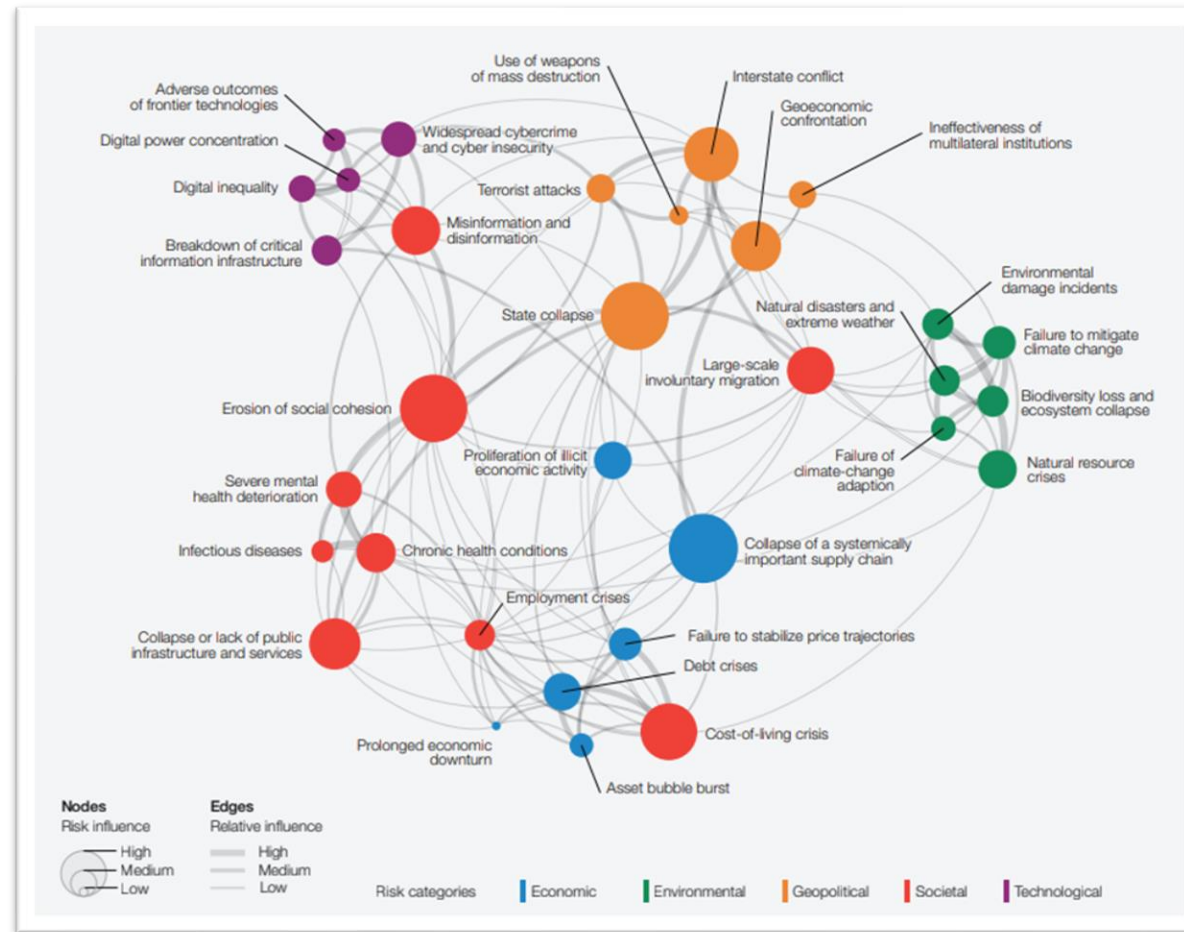 Use of weapons
of mass destruction
Interstate conflict
Adverse outcomes
of frontier technologies
Geoeconomic
confrontation
Digital power concentration
Widespread cybercrime
and cyber insecurity
Ineffectiveness of
multilateral institutions
Digital inequality
Terrorist attacks
Misinformation and
disinformation
Breakdown of critical
information infrastructure
Environmental
damage incidents
State collapse
Natural disasters and
extreme weather
Failure to mitigate
climate change
Large-scale
involuntary migration
Biodiversity loss and
ecosystem collapse
Erosion of social cohesion
Proliferation of illicit
economic activity
Failure of
climate-change
adaption
Natural resource
crises
Severe mental
health deterioration
Infectious diseases
Chronic health conditions
Collapse of a systemically
important supply chain
Employment crises
Collapse or lack of public
infrastructure and services
Failure to stabilize price trajectories
Debt crises
Prolonged economic
downturn
Cost-of-living crisis
Asset bubble burst
Nodes
Risk influence
High
Medium
Low
Edges
Relative influence
High
Medium
Low
Risk categories
Economic
Environmental
Geopolitical
Societal
Technological